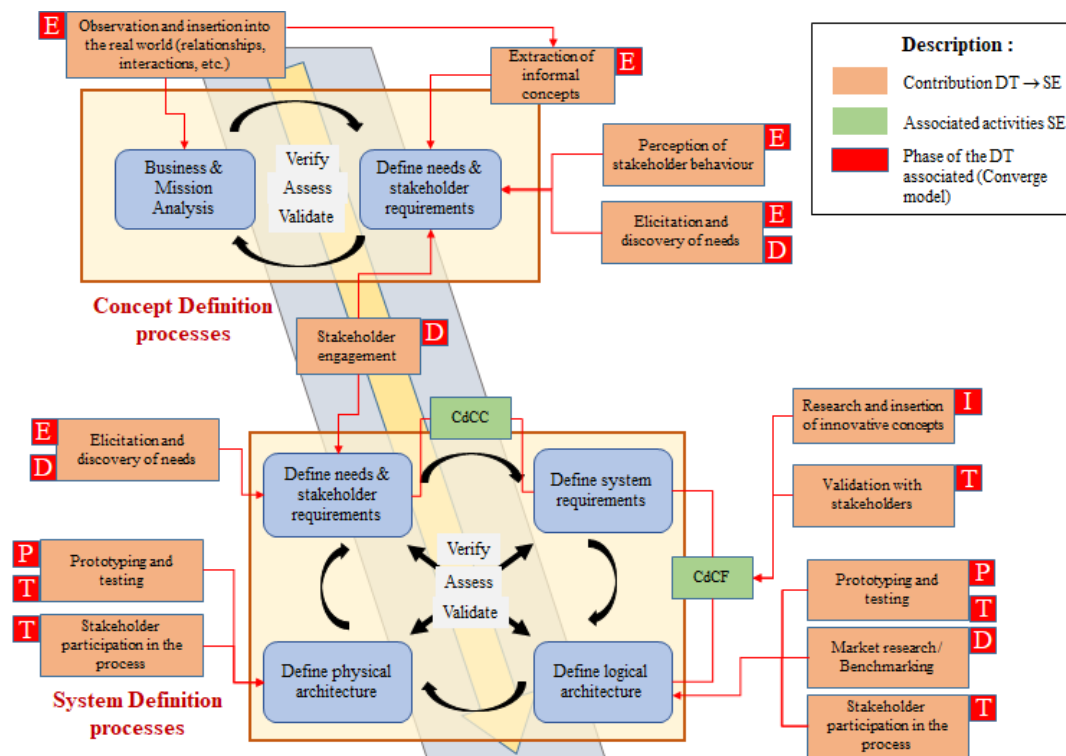 E
Observation and insertion into
the real world (relationships,
interactions, etc.)
Extraction of
informal
concepts
E
Description :
Contribution DT → SE
Associated activities SE
Phase of the DT
associated (Converge
model)
Business &
Mission
Analysis
Verify
Assess
Validate
Define needs &
stakeholder
requirements
Perception of
stakeholder
behaviour
E
Elicitation and
discovery of needs
E
D
Concept Definition
processes
Stakeholder
engagement
D
CdCC
Research and insertion
of innovative concepts
I
Validation with
stakeholders
T
E
D
Elicitation and
discovery of needs
Define needs &
stakeholder
requirements
Define system
requirements
Verify
Assess
Validate
CdCF
P
T
Prototyping and
testing
T
Stakeholder
participation in the
process
Define physical
architecture
Define logical
architecture
Prototyping and
testing
P
T
Market research/
Benchmarking
D
Stakeholder
participation in the
process
T
System Definition
processes